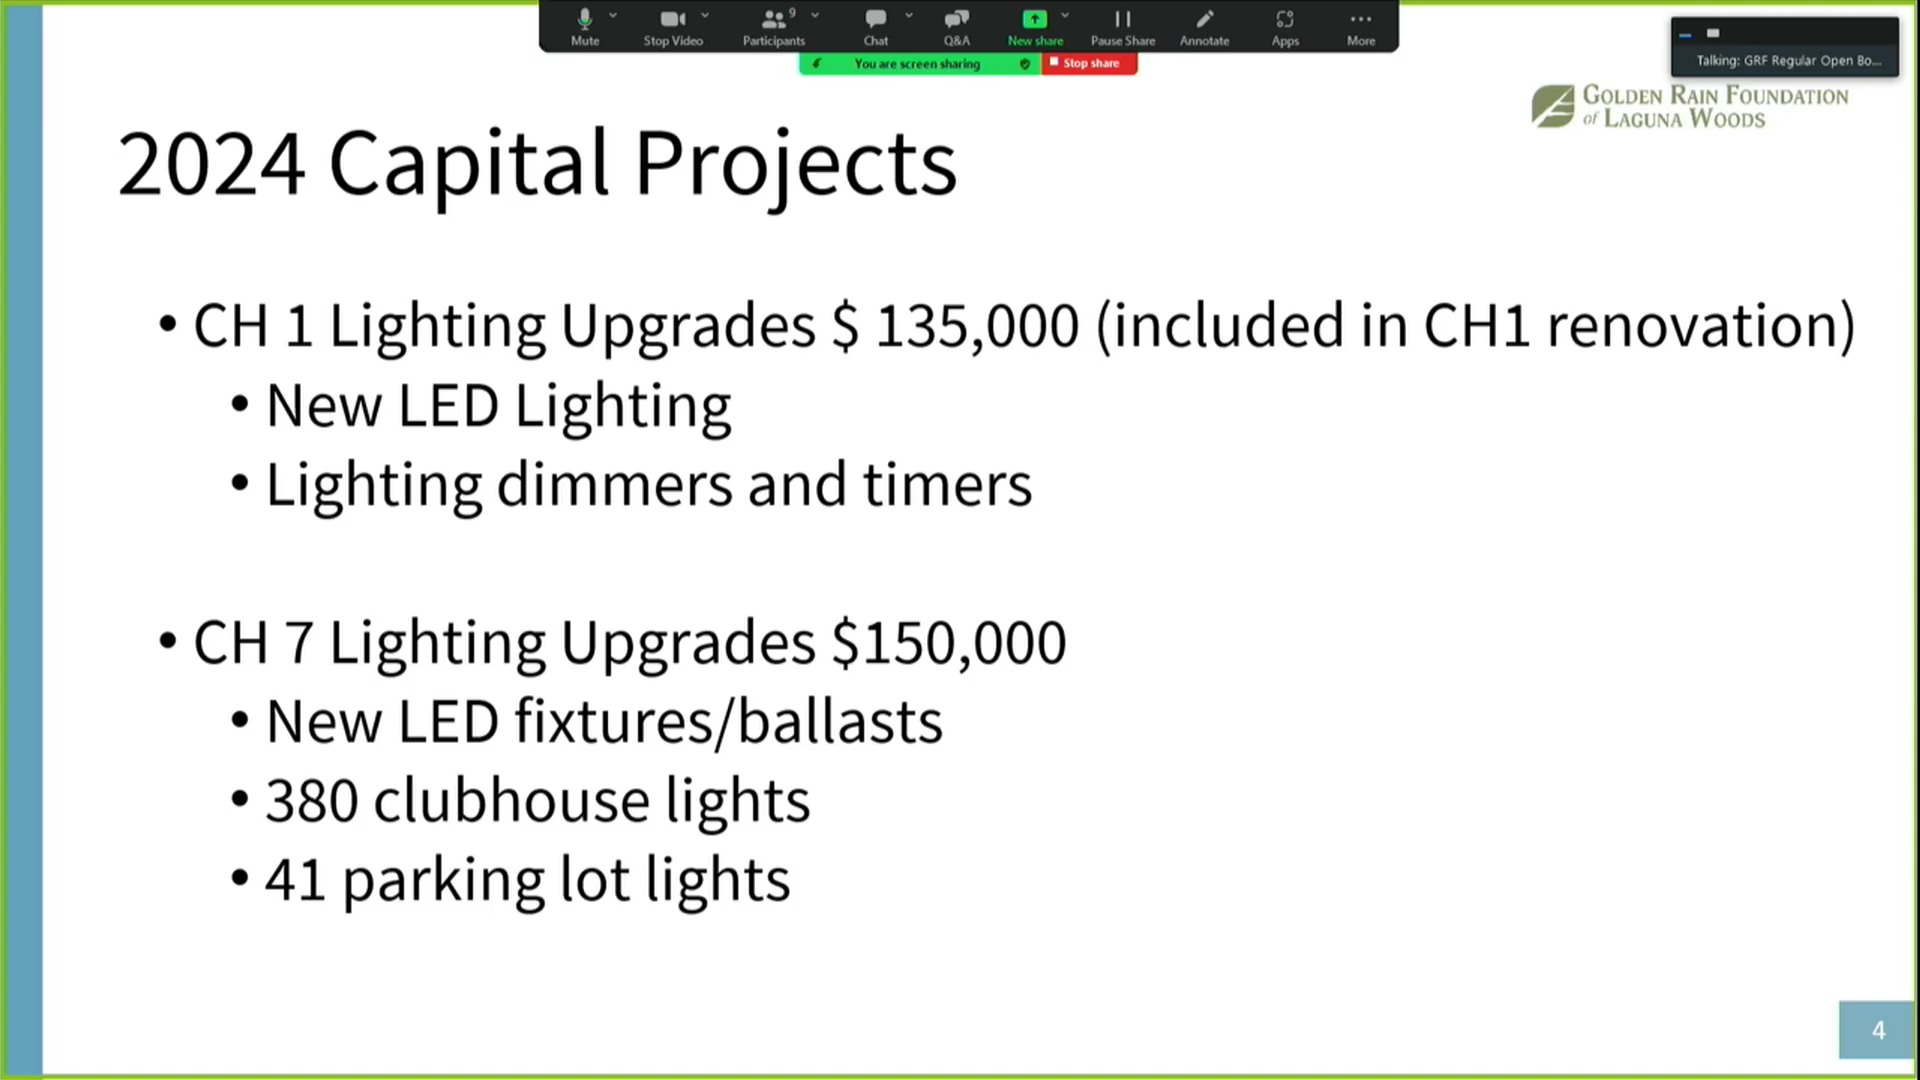 Mute
Stop Video
Participants
9
Chat
Q&A
New share
Pause Share
Annotate
Apps
More
You are screen sharing
Stop share
Talking: GRF Regular Open Bo...
GOLDEN RAIN FOUNDATION
of LAGUNA WOODS
2024 Capital Projects
• CH 1 Lighting Upgrades $ 135,000 (included in CH1 renovation)
• New LED Lighting
• Lighting dimmers and timers
• CH 7 Lighting Upgrades $150,000
• New LED fixtures/ballasts
• 380 clubhouse lights
• 41 parking lot lights
4